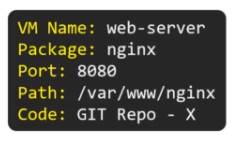 VM Name: web-server
Package: nginx
Port: 8080
Path: /var/www/nginx
Code: GIT Repo - X